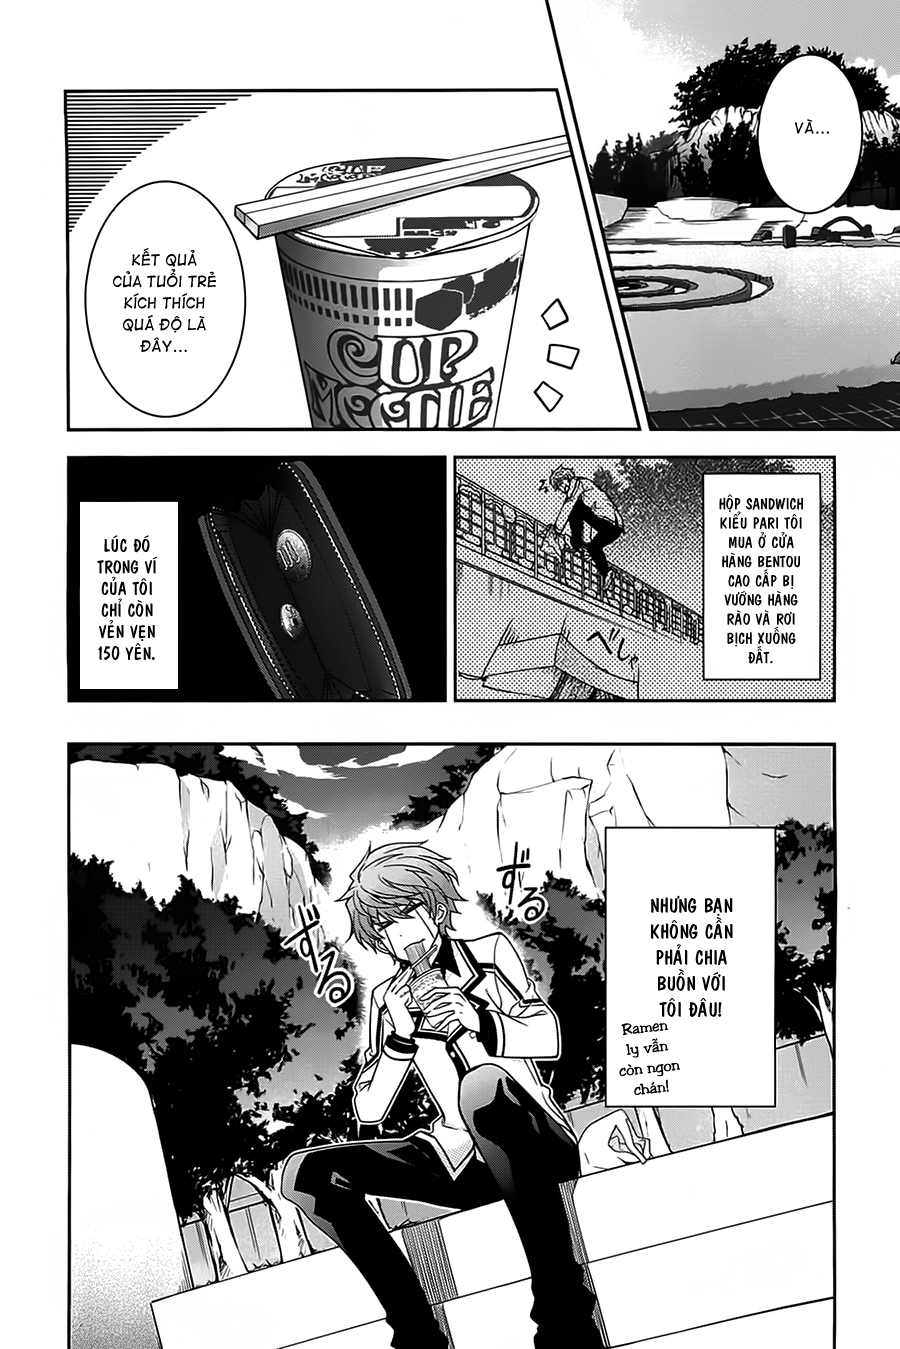 VÀ...
KẾT QUẢ
CỦA TUỔI TRẺ
KÍCH THÍCH
QUÁ ĐỘ LÀ
ĐÂY...
CUP
HỘP SANDWICH
KIỂU PARI TÔI
MUA Ở CỬA
HÀNG BENTOU
CAO CẤP BỊ
VƯỚNG HÀNG
RÀO VÀ RƠI
BỊCH XUỐNG
ĐẤT.
べしゃ
LÚC ĐÓ
TRONG VÍ
CỦA TÔI
CHỈ CÒN
VẺN VẸN
150 YÊN.
NHƯNG BẠN
KHÔNG CẦN
PHẢI CHIA
BUỒN VỚI
TÔI ĐÂU!
Ramen
ly vẫn
còn ngon
chán!
ずる
ずるる